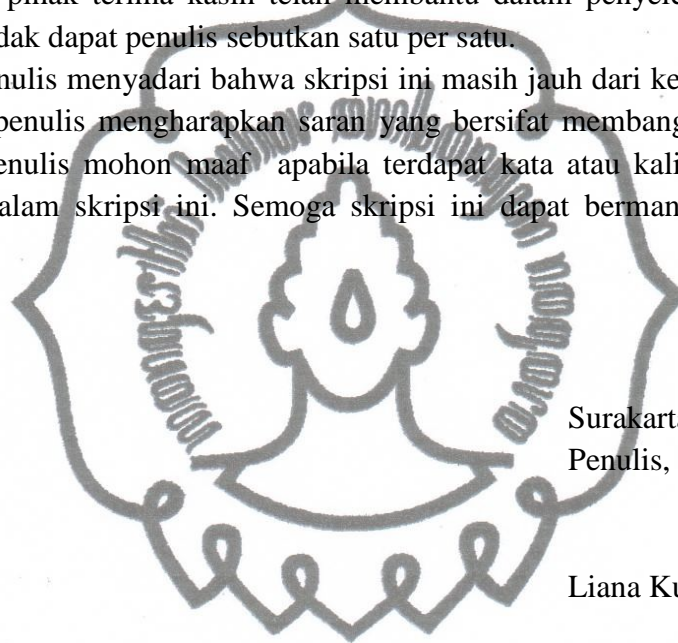 pihak terima kasih telah membantu dalam
dak dapat penulis sebutkan satu per satu.
nulis menyadari bahwa skripsi ini masih jauh dari ke
penulis mengharapkan saran yang bersifat membang
enulis mohon maaf apabila terdapat kata atau kali
alam skripsi ini. Semoga skripsi ini dapat berman
Surakarta
Penulis,
Liana Ku